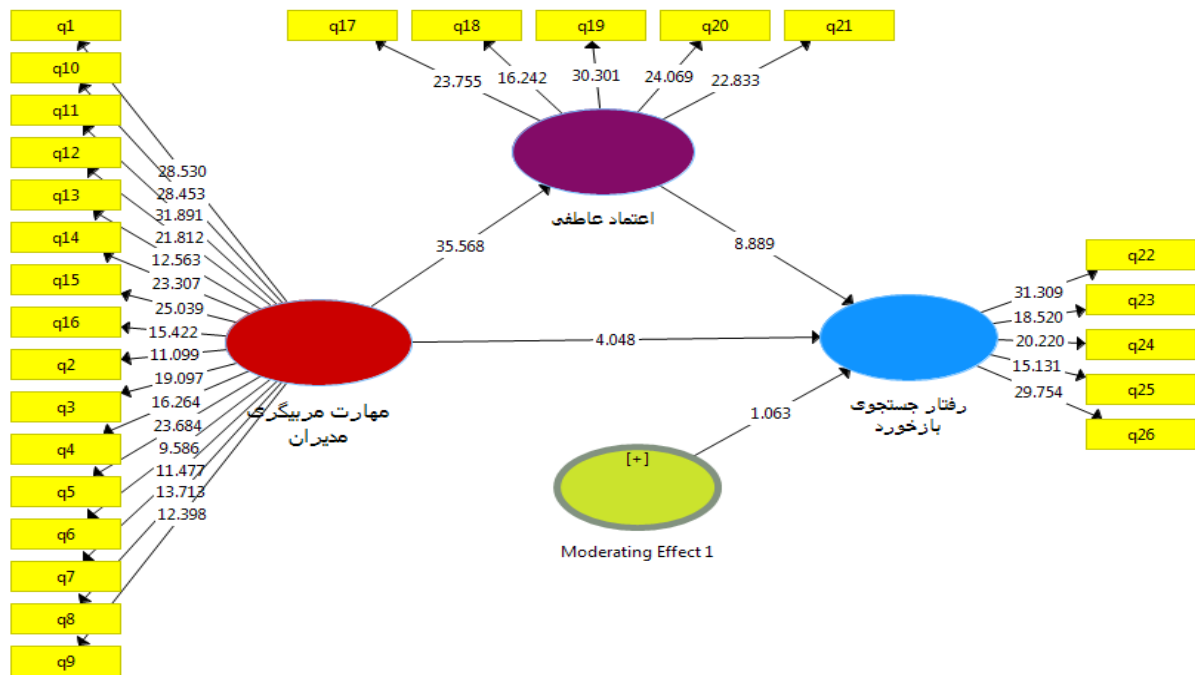 q1
q10
q11
q12
q13
q14
q15
q16
q2
q3
q4
q5
q6
q7
q8
q9
28.530
28.453
31.891
21.812
12.563
23.307
25.039
15.422
11.099
19.097
16.264
23.684
9.586
11.477
13.713
12.398
مهارت مربیگری
مدیران
q17
q18
q19
q20
q21
23.755
16.242
30.301
24.069
22.833
اعتماد عاطفی
35.568
8.889
4.048
1.063
[+]
Moderating Effect 1
رفتار جستجوی
بازخورد
31.309
18.520
20.220
15.131
29.754
q22
q23
q24
q25
q26